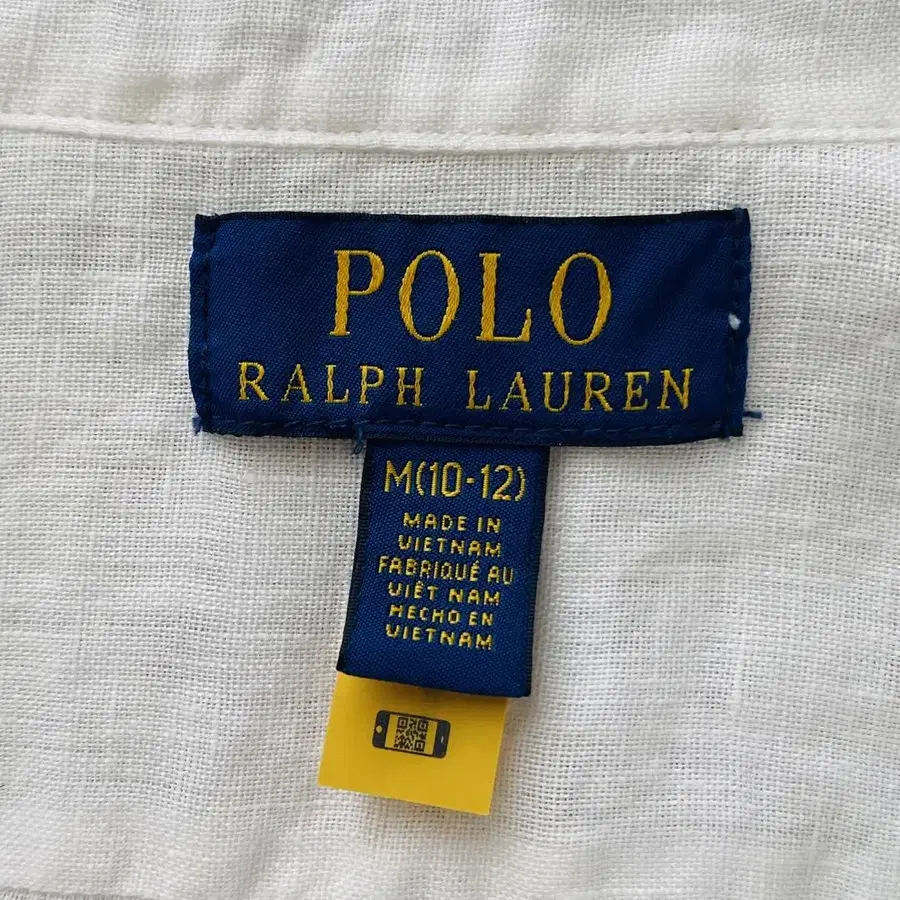 POLO
RALPH LAUREN
M(10-12)
MADE IN
VIETNAM
FABRIQUÉ AU
VIÊT NAM
HECHO EN
VIETNAM